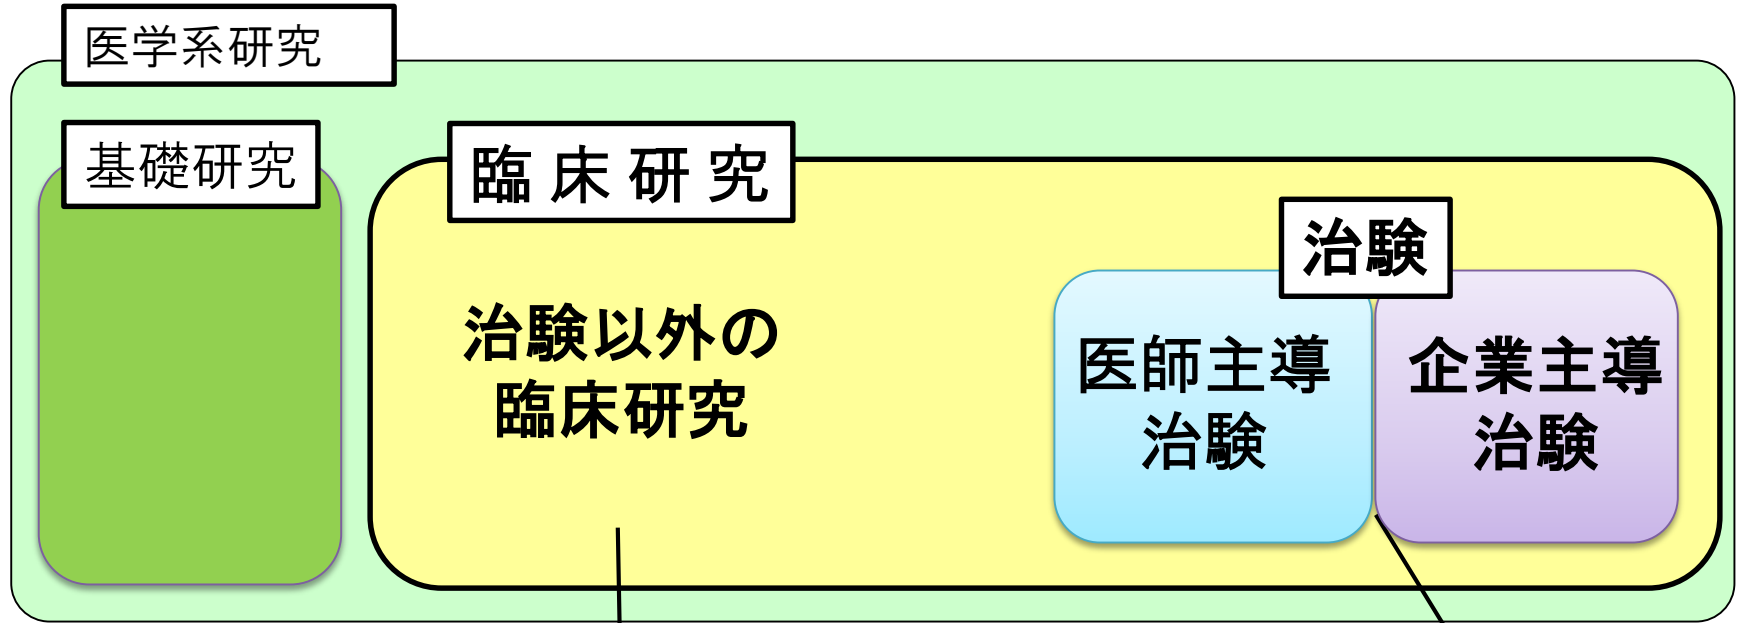 医学系研究
基礎研究
臨床研究
治験
治験以外の
臨床研究
医師主導
治験
企業主導
治験